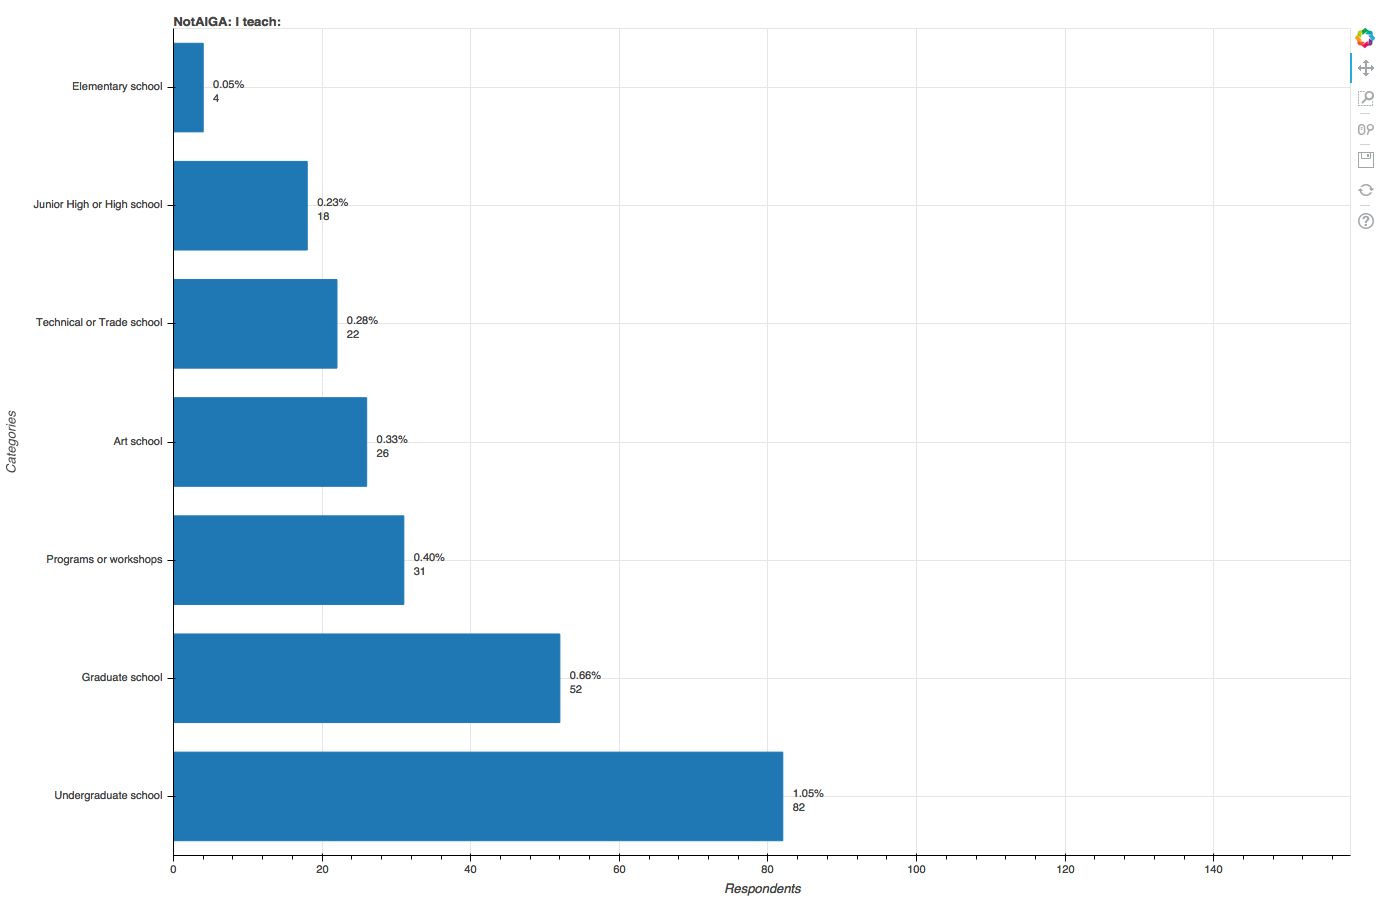 NotAIGA: I teach:
Elementary school
0.05%
4
Junior High or High school
0.23%
18
Technical or Trade school
0.28%
22
Art school
0.33%
26
Programs or workshops
0.40%
31
Graduate school
0.66%
52
Undergraduate school
1.05%
82
Categories
0 20 40 60 80 100 120 140
Respondents